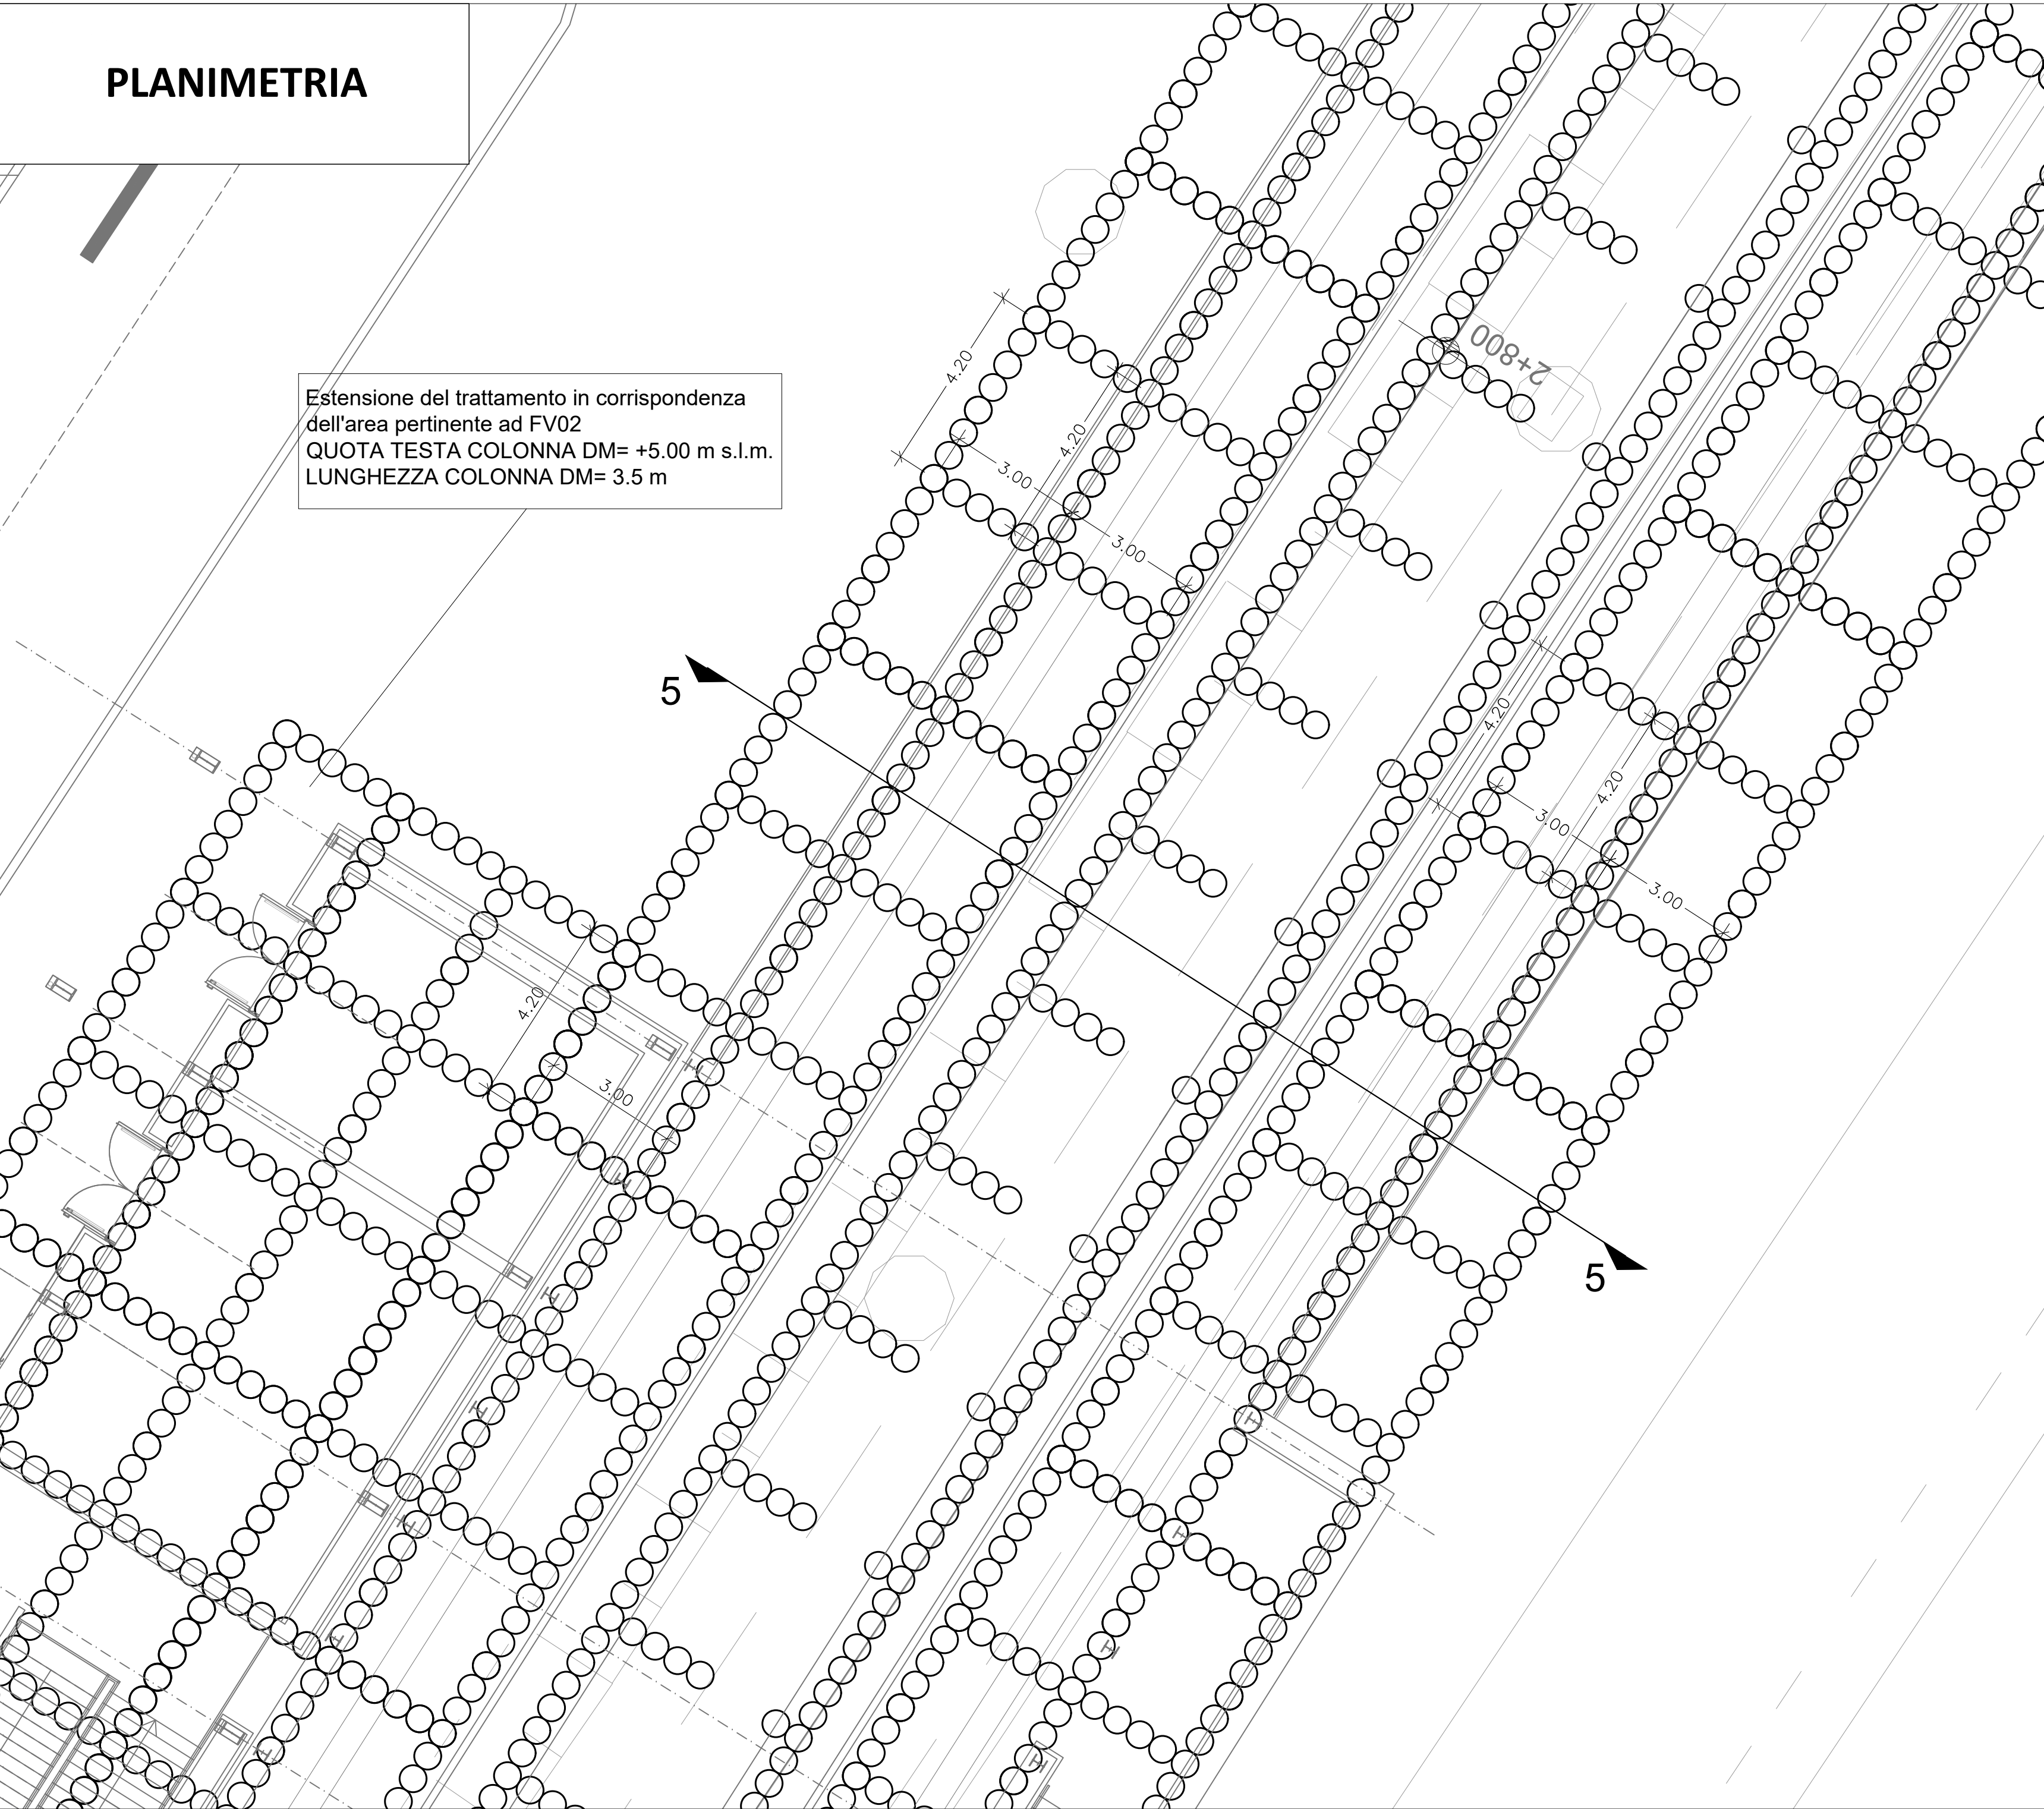 PLANIMETRIA
2+800
4.20
Estensione del trattamento in corrispondenza
dell'area pertinente ad FV02
QUOTA TESTA COLONNA DM= +5.00 m s.l.m.
LUNGHEZZA COLONNA DM= 3.5 m
4.20
3.00
3.00
5
4.20
4.20
3.00
3.00
4.20
3.00
5